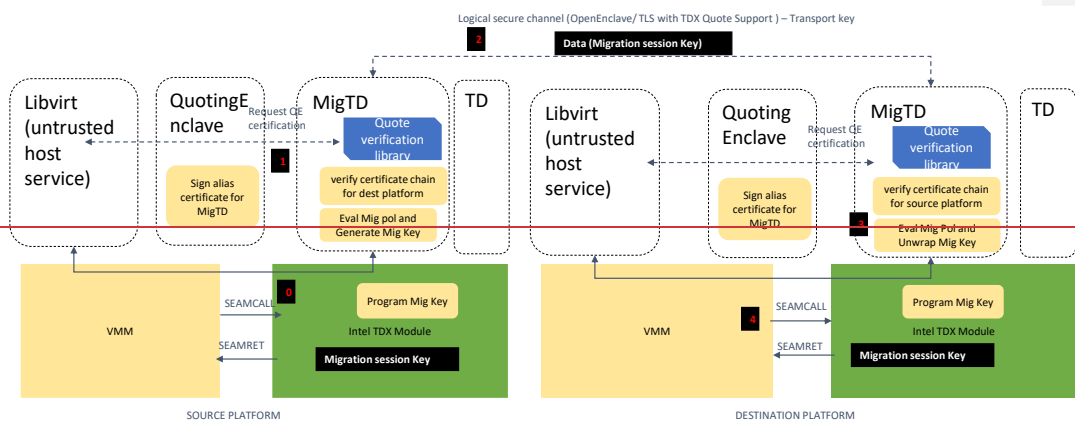 Logical secure channel (OpenEnclave/ TLS with TDX Quote Support ) – Transport key
2
Data (Migration session Key)
Libvirt
(untrusted
host
service)
QuotingE
nclave
Request QE
certification
1
Sign alias
certificate for
MigTD
MigTD
Quote
verification
library
verify certificate chain
for dest platform
Eval Mig pol and
Generate Mig Key
TD
Libvirt
(untrusted
host
service)
Quoting
Enclave
Request QE
certification
Sign alias
certificate for
MigTD
MigTD
Quote
verification
library
verify certificate chain
for source platform
3
Eval Mig Pol and
Unwrap Mig Key
TD
VMM
SEAMCALL
0
SEAMRET
Program Mig Key
Intel TDX Module
Migration session Key
SOURCE PLATFORM
VMM
4
SEAMCALL
SEAMRET
Program Mig Key
Intel TDX Module
Migration session Key
DESTINATION PLATFORM